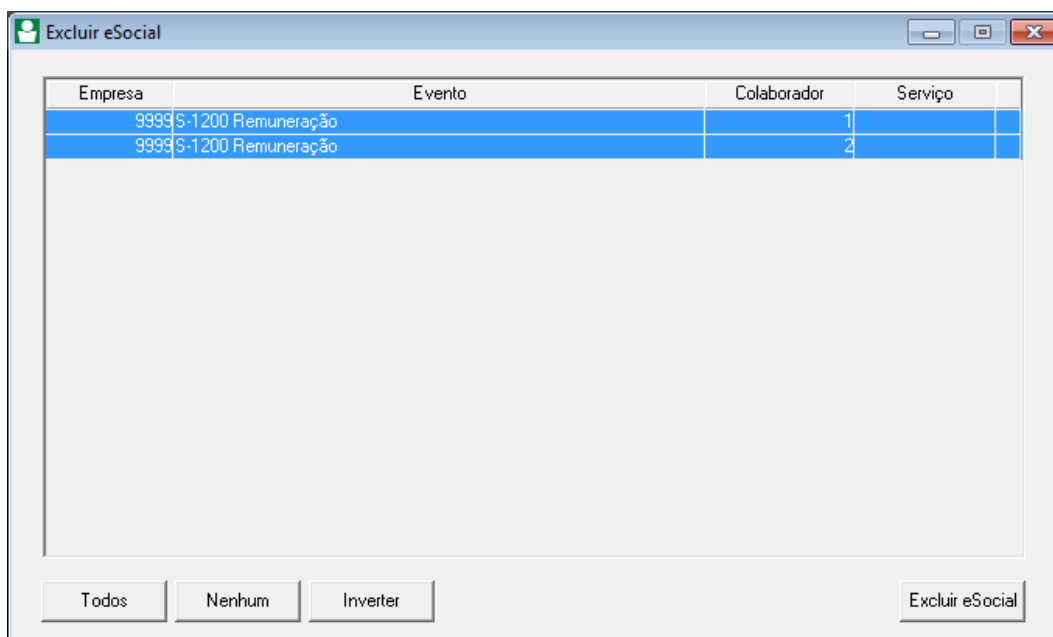 Excluir eSocial
Empresa Evento Colaborador Serviço
9999 S-1200 Remuneração 1
9999 S-1200 Remuneração 2
Todos Nenhum Inverter Excluir eSocial